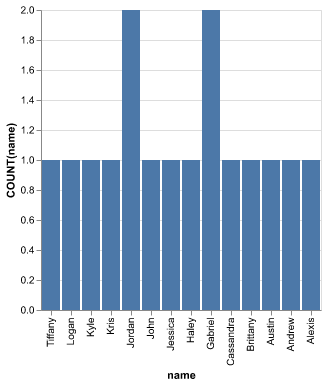 COUNT(name)
2.0
1.8
1.6
1.4
1.2
1.0
0.8
0.6
0.4
0.2
0.0
Tiffany
Logan
Kyle
Kris
Jordan
John
Jessica
Haley
Gabriel
Cassandra
Brittany
Austin
Andrew
Alexis
name